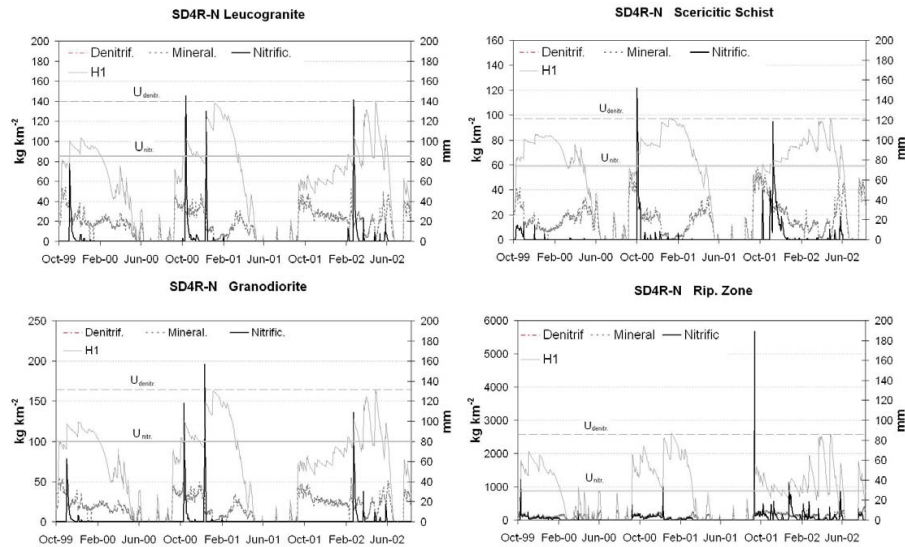 SD4R-N Leucogranite
200
180
160
140
120
100
80
60
40
20
0
kg km-2
Denitrif. Mineral. Nitrific.
H1
Udenitr.
Unitr.
200
180
160
140
120
100
80
60
40
20
0
mm
Oct-99 Feb-00 Jun-00 Oct-00 Feb-01 Jun-01 Oct-01 Feb-02 Jun-02
SD4R-N Scericitic Schist
160
140
120
100
80
60
40
20
0
kg km-2
Denitrif. Mineral. Nitrific.
H1
Udenitr.
Unitr.
200
180
160
140
120
100
80
60
40
20
0
mm
Oct-99 Feb-00 Jun-00 Oct-00 Feb-01 Jun-01 Oct-01 Feb-02 Jun-02
SD4R-N Granodiorite
250
200
150
100
50
0
kg km-2
Denitrif. Mineral. Nitrific.
H1
Udenitr.
Unitr.
200
180
160
140
120
100
80
60
40
20
0
mm
Oct-99 Feb-00 Jun-00 Oct-00 Feb-01 Jun-01 Oct-01 Feb-02 Jun-02
SD4R-N Rip. Zone
6000
5000
4000
3000
2000
1000
0
kg km-2
Denitrif Mineral Nitrific
H1
Udenitr.
Unitr.
200
180
160
140
120
100
80
60
40
20
0
mm
Oct-99 Feb-00 Jun-00 Oct-00 Feb-01 Jun-01 Oct-01 Feb-02 Jun-02